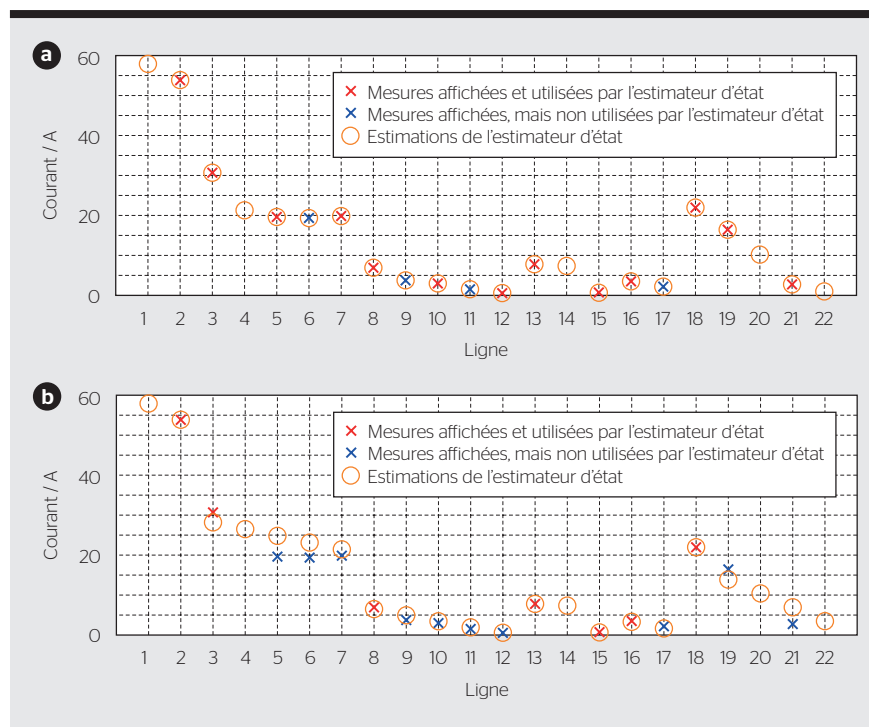 a
60
40
20
0
Courant / A
Mesures affichées et utilisées par l'estimateur d'état
Mesures affichées, mais non utilisées par l'estimateur d'état
Estimations de l'estimateur d'état
1 2 3 4 5 6 7 8 9 10 11 12 13 14 15 16 17 18 19 20 21 22
Ligne
b
60
40
20
0
Courant / A
Mesures affichées et utilisées par l'estimateur d'état
Mesures affichées, mais non utilisées par l'estimateur d'état
Estimations de l'estimateur d'état
1 2 3 4 5 6 7 8 9 10 11 12 13 14 15 16 17 18 19 20 21 22
Ligne